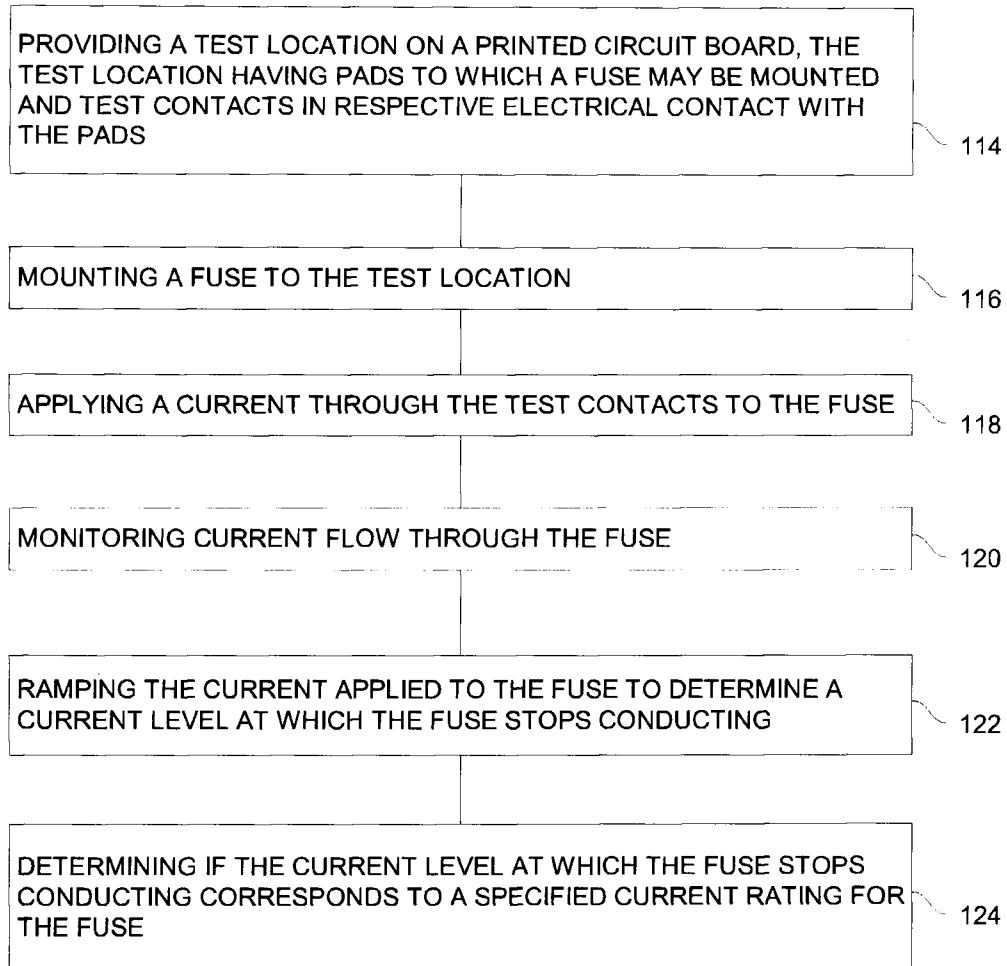 PROVIDING A TEST LOCATION ON A PRINTED CIRCUIT BOARD, THE
TEST LOCATION HAVING PADS TO WHICH A FUSE MAY BE MOUNTED
AND TEST CONTACTS IN RESPECTIVE ELECTRICAL CONTACT WITH
THE PADS
114
MOUNTING A FUSE TO THE TEST LOCATION
116
APPLYING A CURRENT THROUGH THE TEST CONTACTS TO THE FUSE
118
MONITORING CURRENT FLOW THROUGH THE FUSE
120
RAMPING THE CURRENT APPLIED TO THE FUSE TO DETERMINE A
CURRENT LEVEL AT WHICH THE FUSE STOPS CONDUCTING
122
DETERMINING IF THE CURRENT LEVEL AT WHICH THE FUSE STOPS
CONDUCTING CORRESPONDS TO A SPECIFIED CURRENT RATING FOR
THE FUSE
124